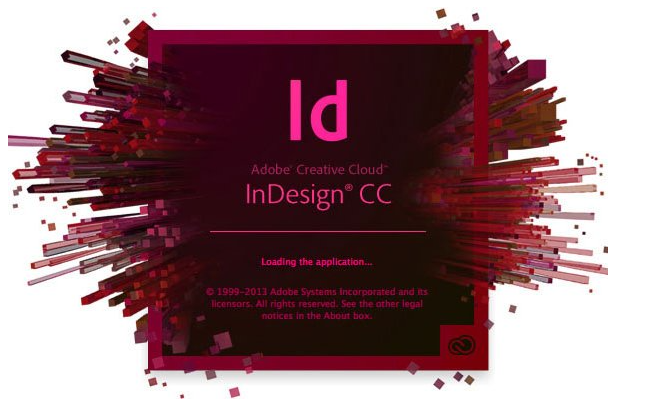 Id
Adobe® Creative Cloud™
InDesign® CC
Loading the application...
© 1999–2013 Adobe Systems Incorporated and its
licensors. All rights reserved. See the other legal
notices in the About box.